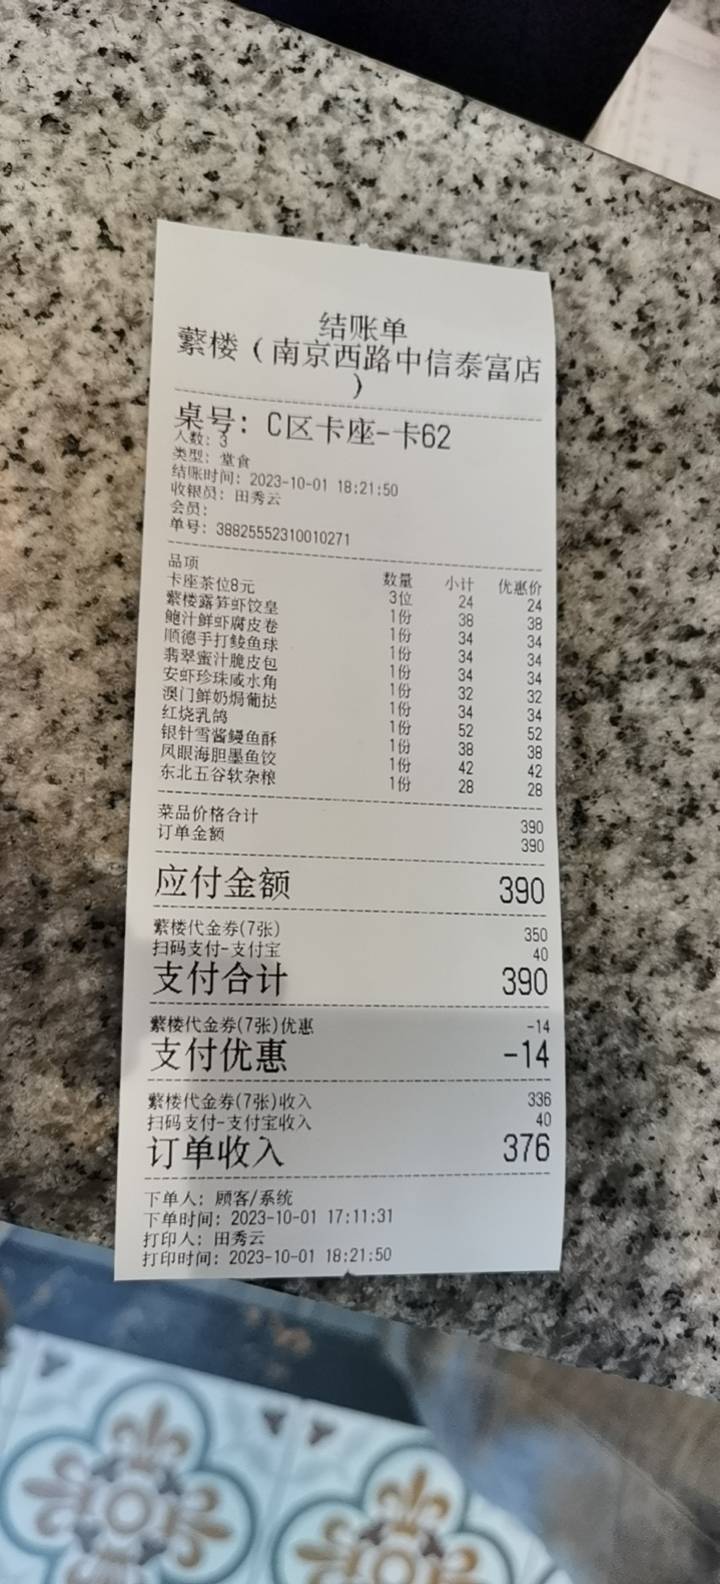 结账单
蘩楼（南京西路中信泰富店
）
桌号: C区卡座-卡62
人数: 3
类型: 堂食
结账时间: 2023-10-01 18:21:50
收银员: 田秀云
会员:
单号: 38825552310010271
品项 数量 小计 优惠价
卡座茶位8元 3位 24 24
蘩楼露笋虾饺皇 1份 38 38
鲍汁鲜虾腐皮卷 1份 34 34
顺德手打鲮鱼球 1份 34 34
翡翠蜜汁脆皮包 1份 34 34
安虾珍珠咸水角 1份 32 32
澳门鲜奶焗葡挞 1份 34 34
红烧乳鸽 1份 52 52
银针雪酱鳗鱼酥 1份 38 38
凤眼海胆墨鱼饺 1份 42 42
东北五谷软杂粮 1份 28 28
菜品价格合计 390
订单金额 390
应付金额 390
蘩楼代金券(7张) 350
扫码支付-支付宝 40
支付合计 390
蘩楼代金券(7张)优惠 -14
支付优惠 -14
蘩楼代金券(7张)收入 336
扫码支付-支付宝收入 40
订单收入 376
下单人: 顾客/系统
下单时间: 2023-10-01 17:11:31
打印人: 田秀云
打印时间: 2023-10-01 18:21:50